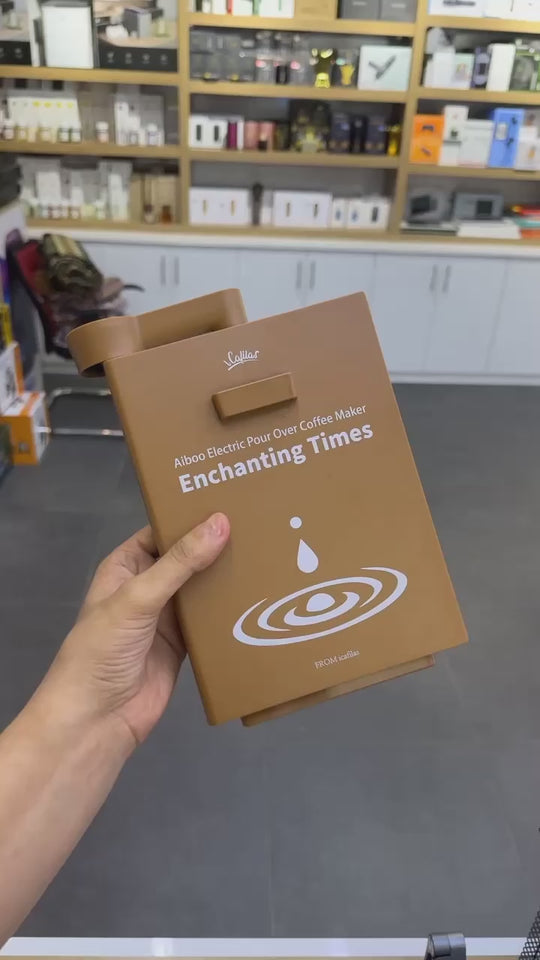 iCafilas
Aiboo Electric Pour Over Coffee Maker
Enchanting Times
FROM icafilas